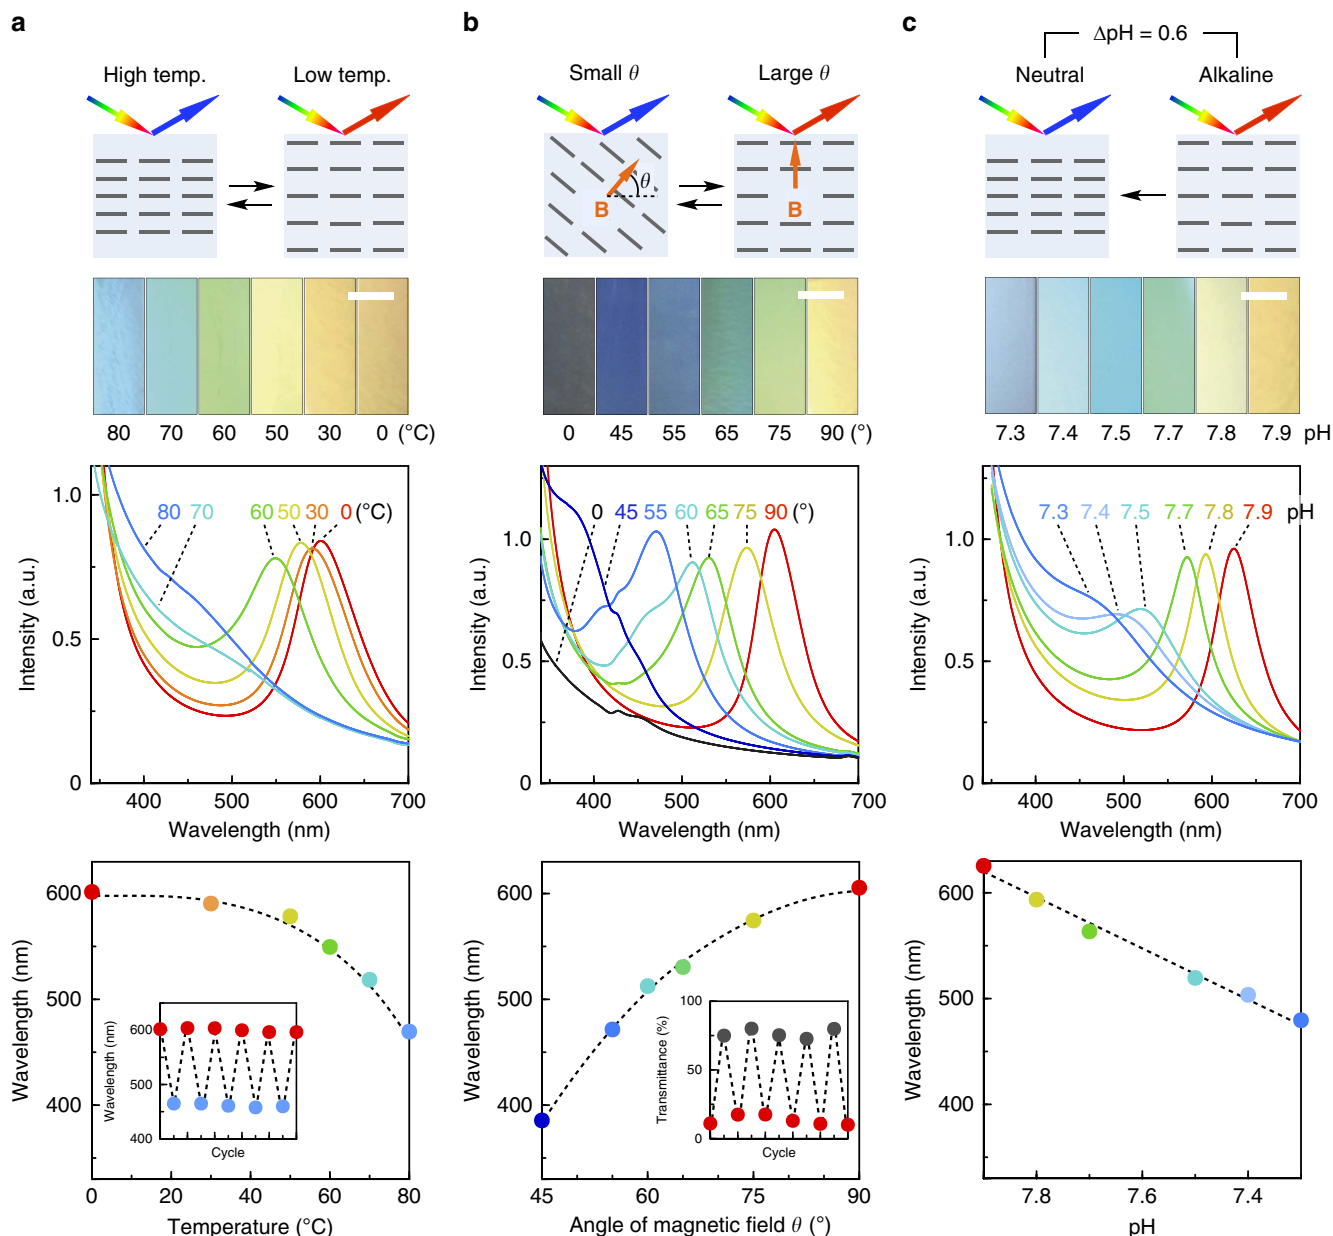 a
b
c
ΔpH = 0.6
High temp. Low temp.
Small θ Large θ
Neutral Alkaline
θ
B
B
80 70 60 50 30 0 (°C)
0 45 55 65 75 90 (°)
7.3 7.4 7.5 7.7 7.8 7.9 pH
Intensity (a.u.)
1.0
0.5
0
80 70 60 50 30 0 (°C)
400 500 600 700
Wavelength (nm)
Intensity (a.u.)
1.0
0.5
0
0 45 55 60 65 75 90 (°)
400 500 600 700
Wavelength (nm)
Intensity (a.u.)
1.0
0.5
0
7.3 7.4 7.5 7.7 7.8 7.9 pH
400 500 600 700
Wavelength (nm)
Wavelength (nm)
600
500
400
Wavelength (nm)
600
500
400
Cycle
0 20 40 60 80
Temperature (°C)
Wavelength (nm)
600
500
400
Transmittance (%)
100
50
0
Cycle
45 60 75 90
Angle of magnetic field θ (°)
Wavelength (nm)
600
500
400
7.8 7.6 7.4
pH